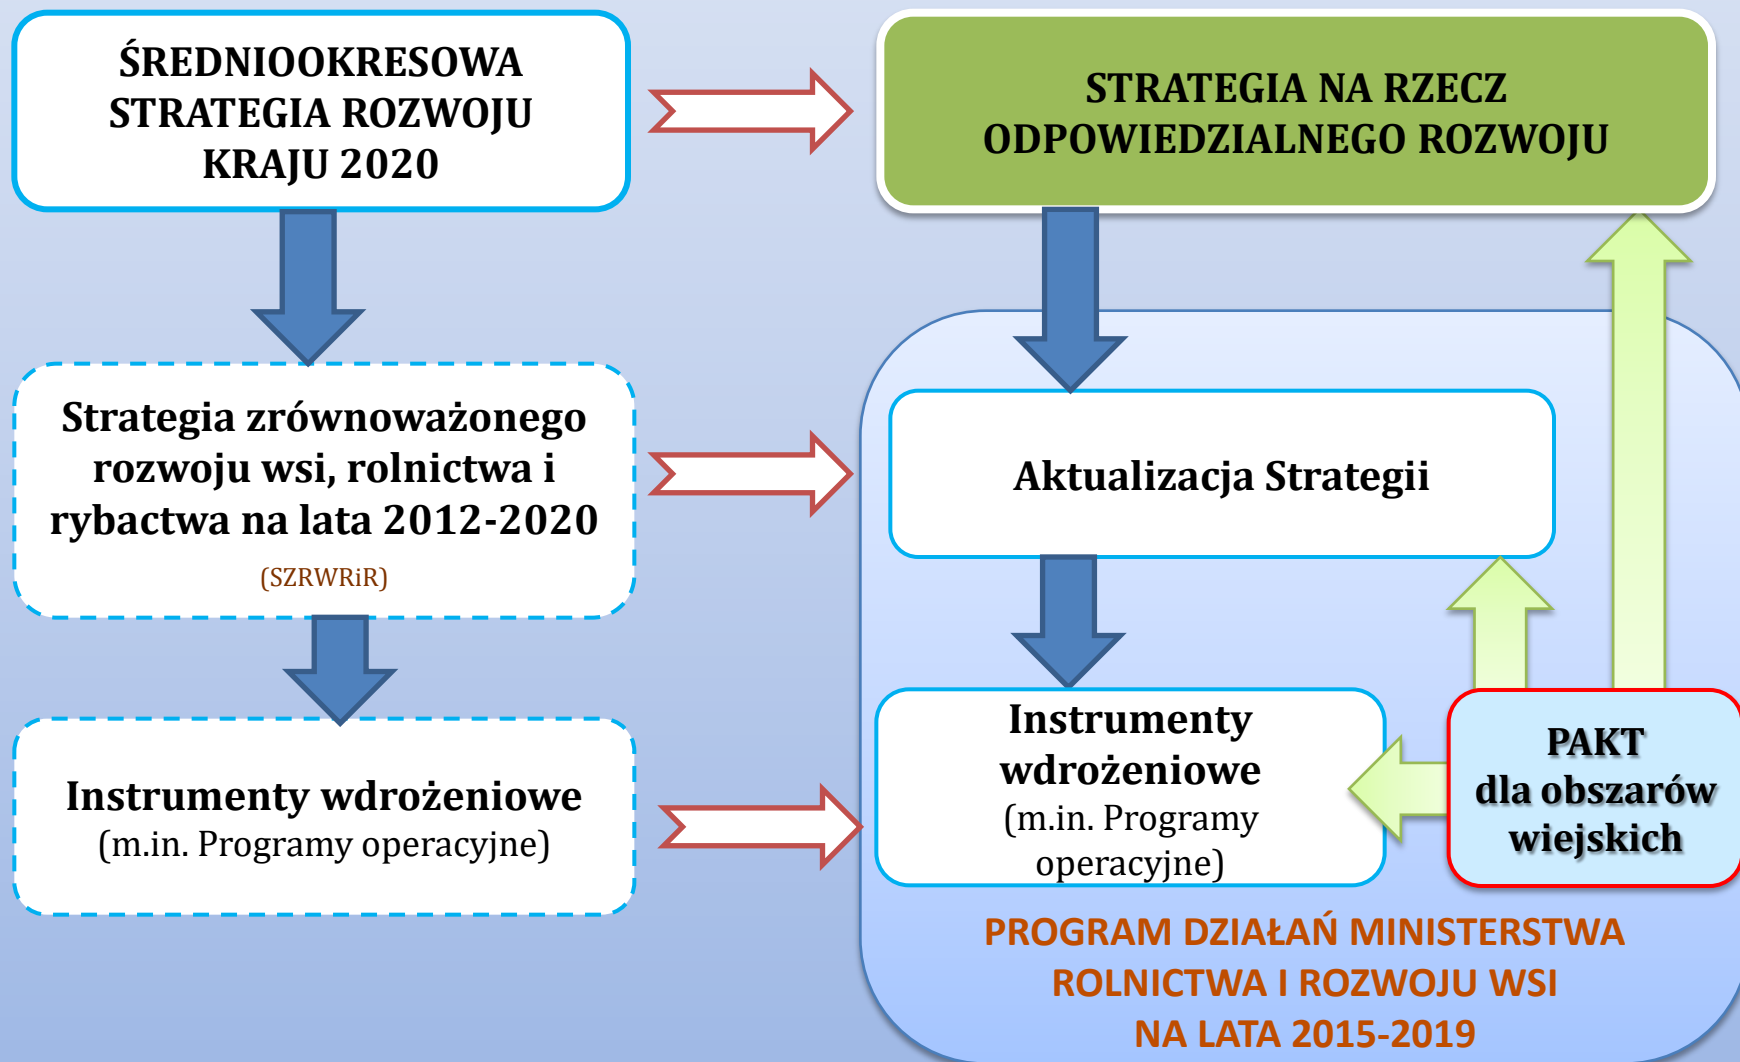 ŚREDNIOOKRESOWA
STRATEGIA ROZWOJU
KRAJU 2020
STRATEGIA NA RZECZ
ODPOWIEDZIALNEGO ROZWOJU
Strategia zrównoważonego
rozwoju wsi, rolnictwa i
rybactwa na lata 2012-2020
(SZRWRiR)
Aktualizacja Strategii
Instrumenty wdrożeniowe
(m.in. Programy operacyjne)
Instrumenty
wdrożeniowe
(m.in. Programy
operacyjne)
PAKT
dla obszarów
wiejskich
PROGRAM DZIAŁAŃ MINISTERSTWA
ROLNICTWA I ROZWOJU WSI
NA LATA 2015-2019